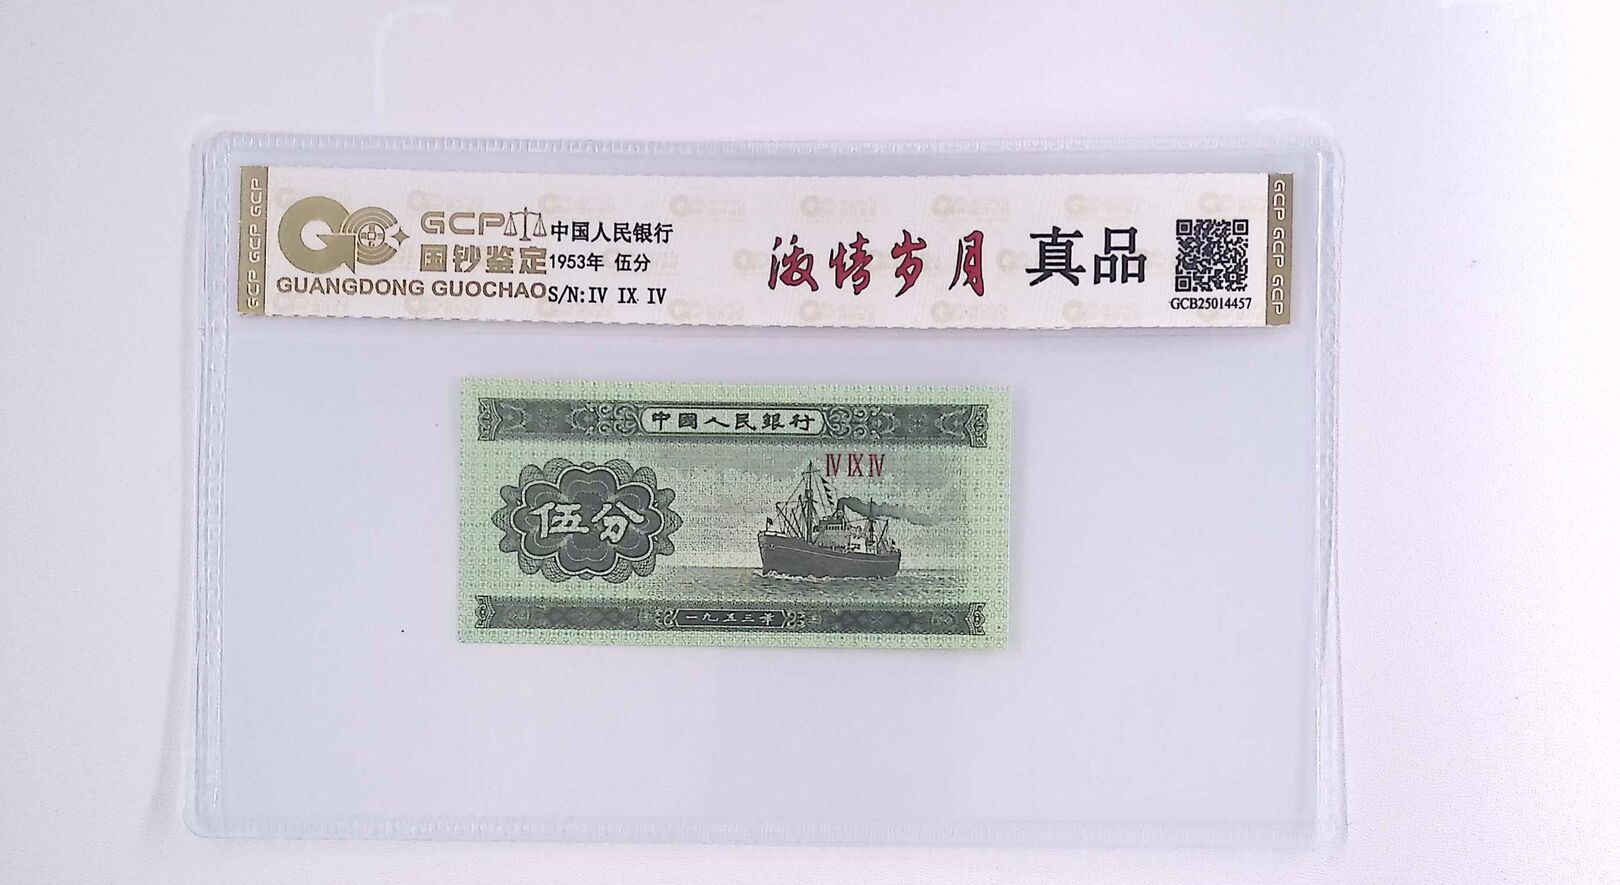 GCP GCP GCP
GCP
国钞鉴定
GUANGDONG GUOCHAO
中国人民银行
1953年 伍分
S/N:IV IX IV
激情岁月 真品
GCB25014457
GCP GCP GCP
中國人民銀行
IV IX IV
伍分
一九五三年